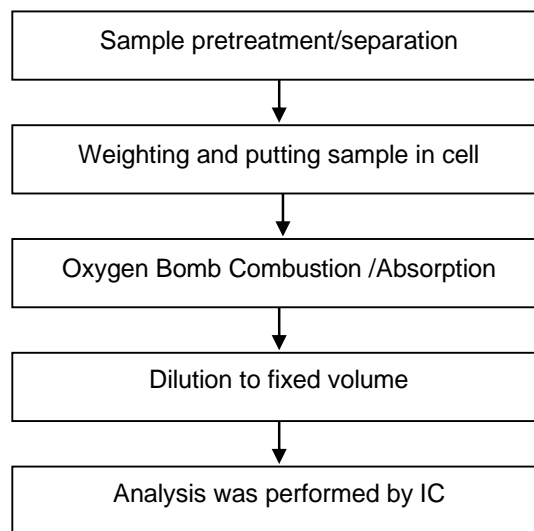 Sample pretreatment/separation
Weighting and putting sample in cell
Oxygen Bomb Combustion /Absorption
Dilution to fixed volume
Analysis was performed by IC